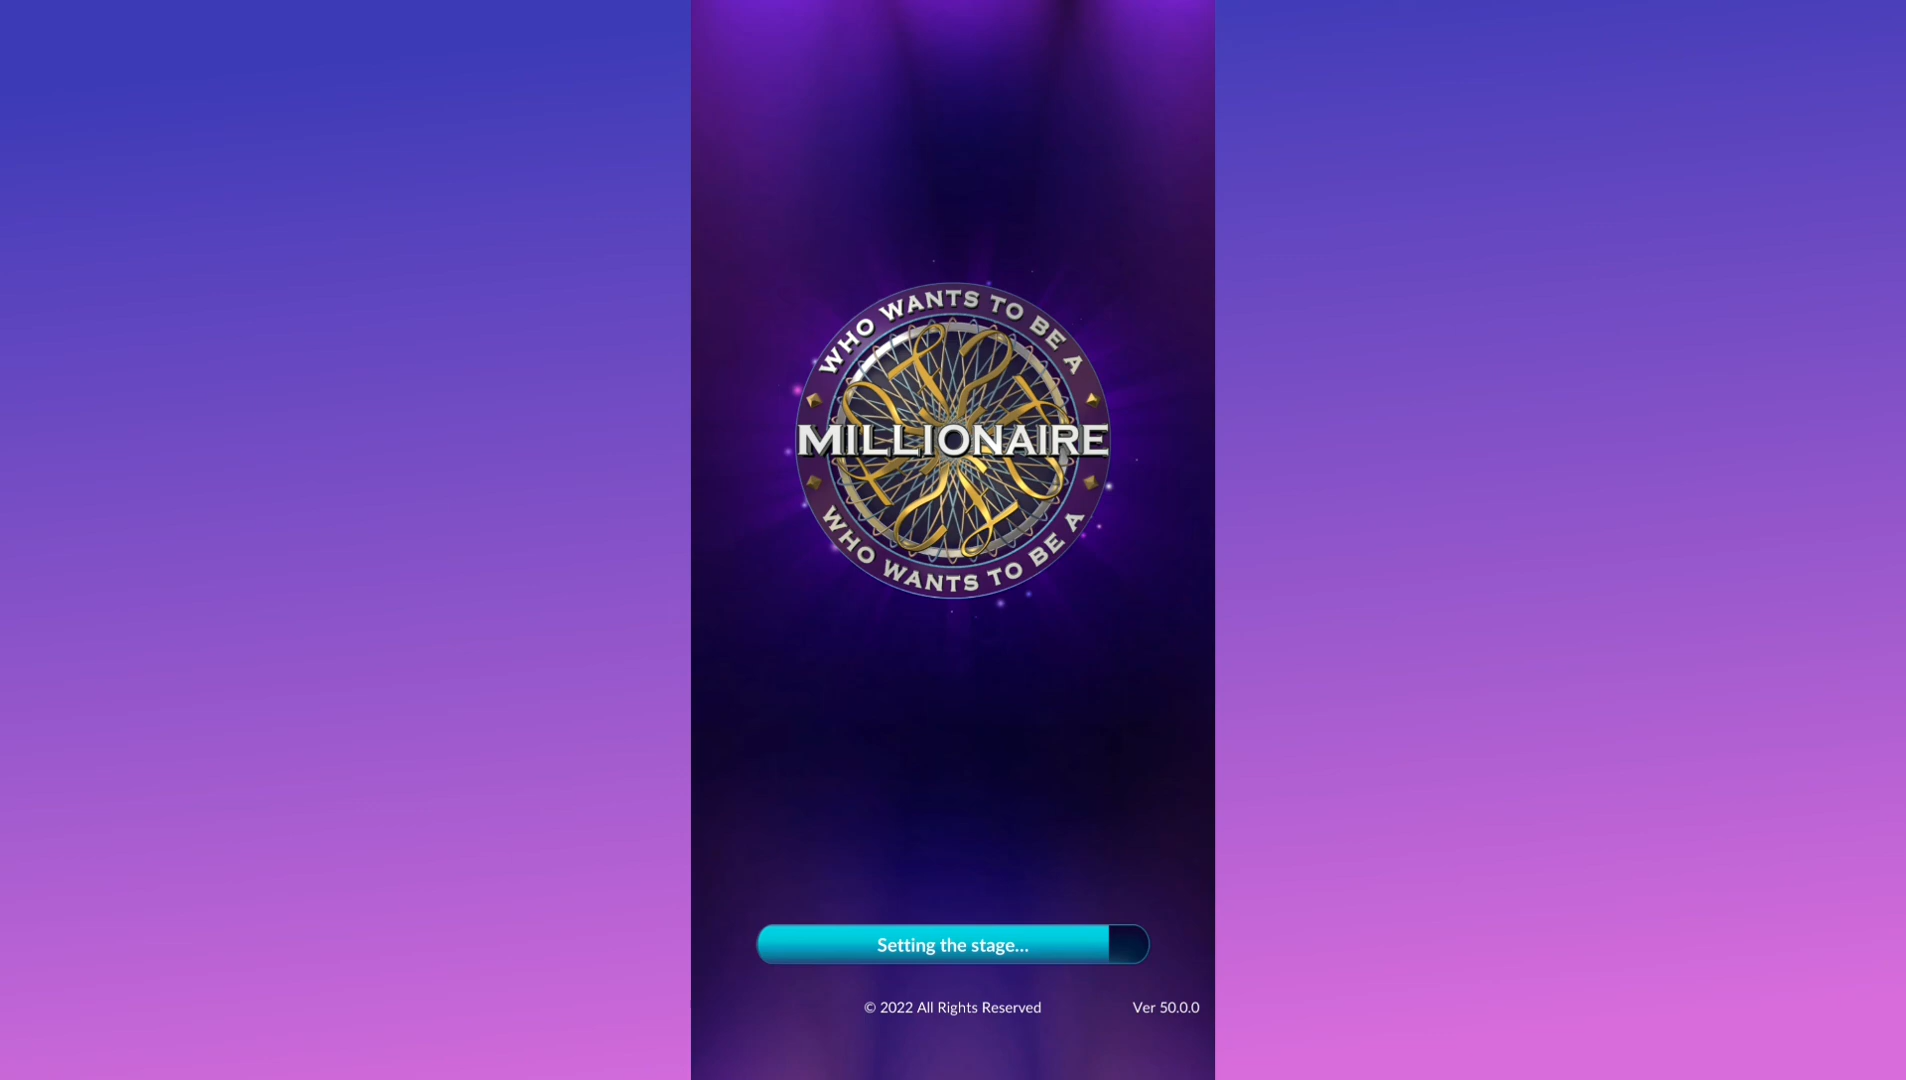 WHO WANTS TO BE A
MILLIONAIRE
WHO WANTS TO BE A
Setting the stage...
© 2022 All Rights Reserved
Ver 50.0.0